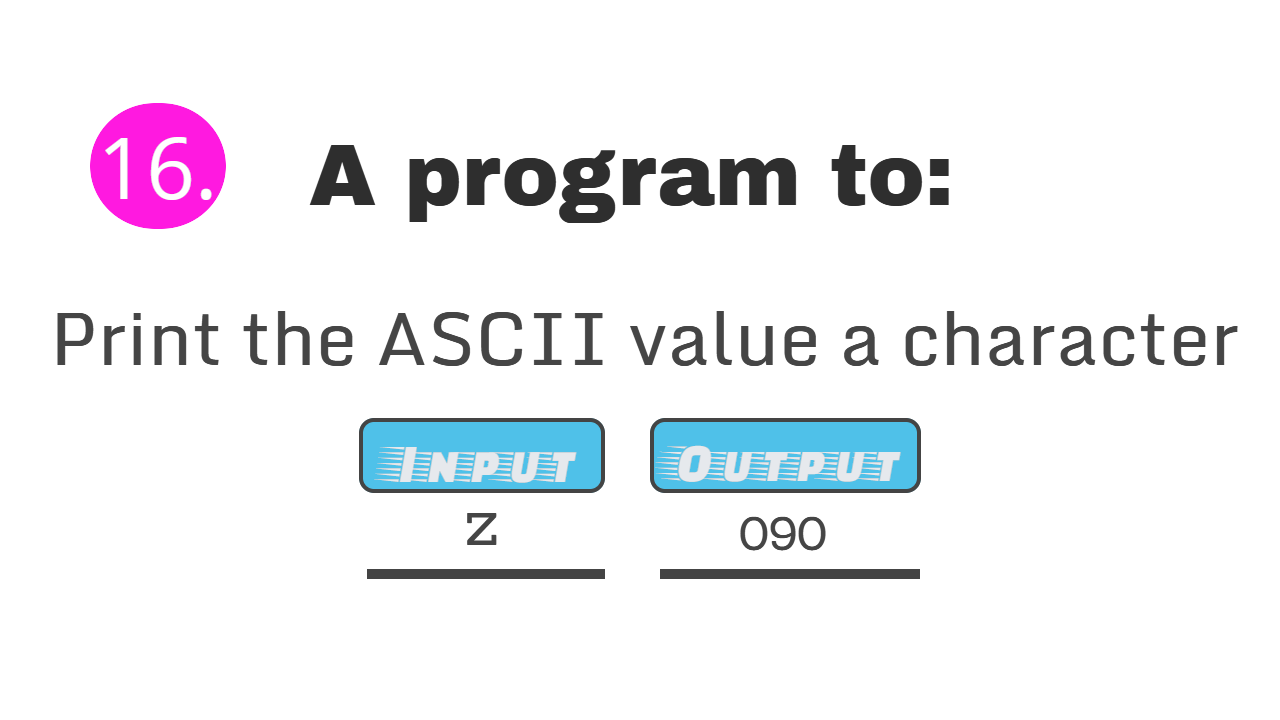 16. A program to:
Print the ASCII value a character
Input Output
Z 090